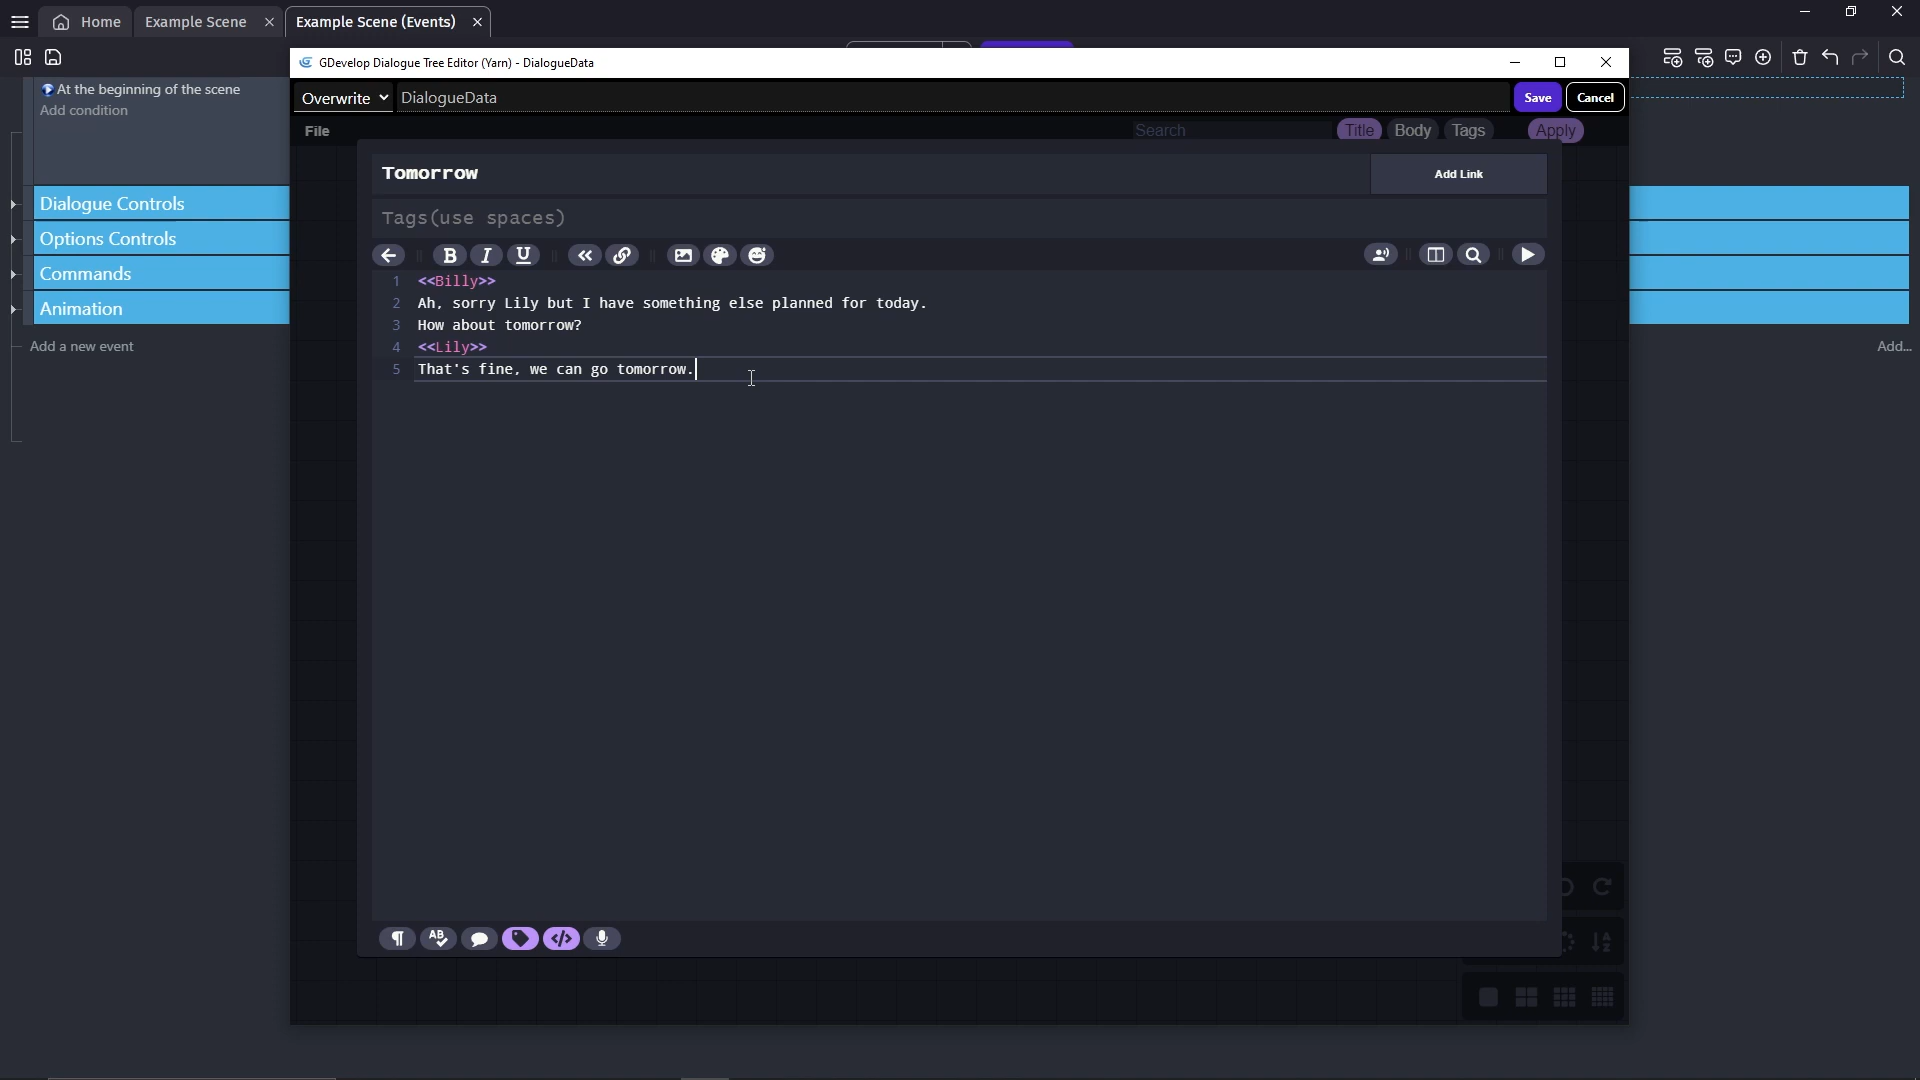 Home
Example Scene
Example Scene (Events)
GDevelop Dialogue Tree Editor (Yarn) - DialogueData
At the beginning of the scene
Add condition
Overwrite
DialogueData
Save
Cancel
File
Search
Title
Body
Tags
Apply
Tomorrow
Add Link
Tags(use spaces)
Dialogue Controls
Options Controls
Commands
Animation
Add a new event
Add...
1 <<Billy>>
2 Ah, sorry Lily but I have something else planned for today.
3 How about tomorrow?
4 <<Lily>>
5 That's fine, we can go tomorrow.